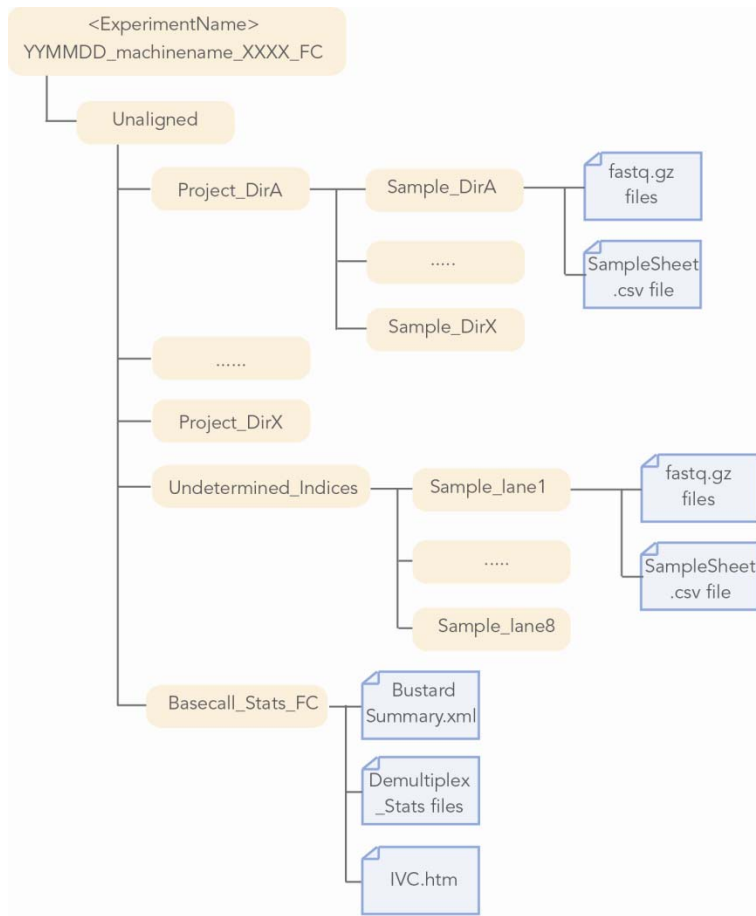 <ExperimentName>
YYMMDD_machinename_XXXX_FC
Unaligned
Project_DirA
Sample_DirA
fastq.gz
files
.....
SampleSheet
.csv file
Sample_DirX
......
Project_DirX
Undetermined_Indices
Sample_lane1
fastq.gz
files
.....
SampleSheet
.csv file
Sample_lane8
Basecall_Stats_FC
Bustard
Summary.xml
Demultiplex
_Stats files
IVC.htm